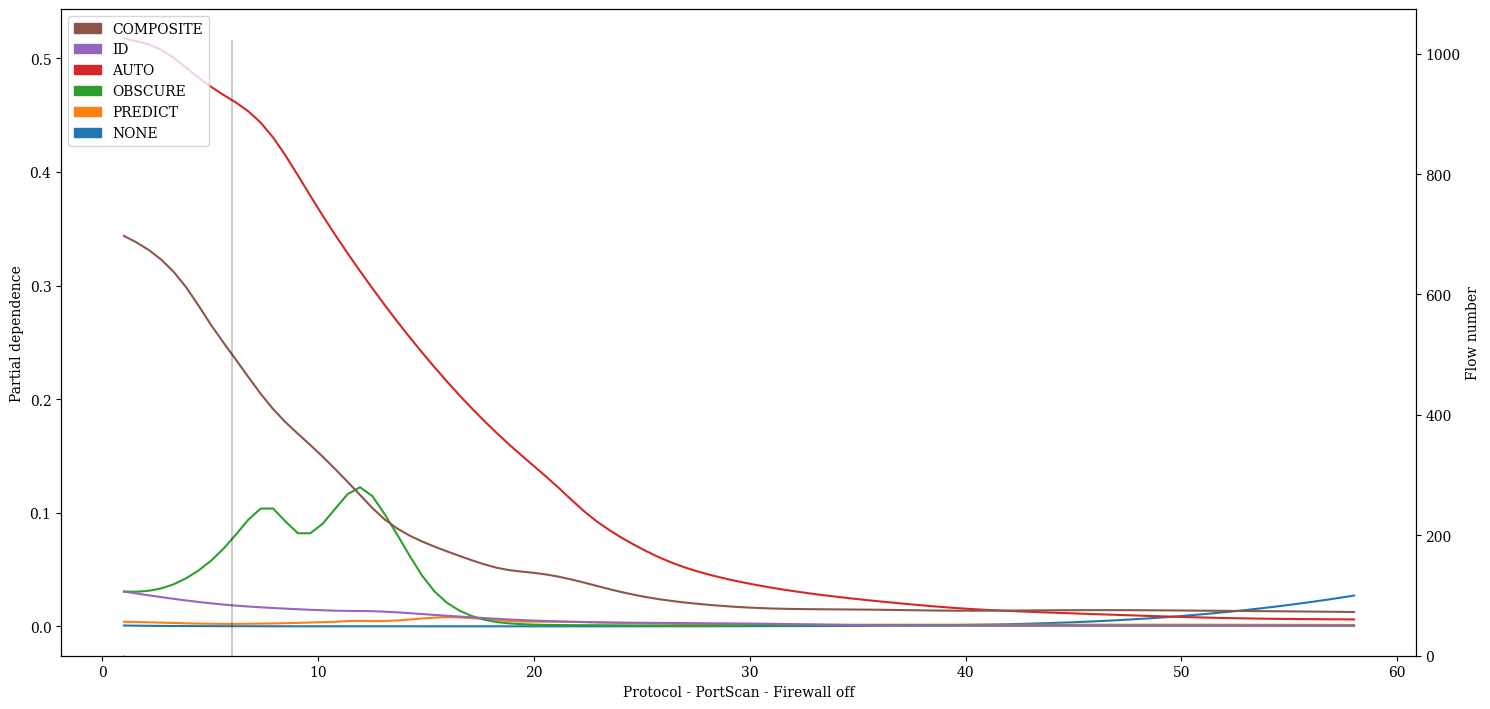 COMPOSITE
ID
AUTO
OBSCURE
PREDICT
NONE
Partial dependence
0.5
0.4
0.3
0.2
0.1
0.0
1000
800
600
400
200
0
Flow number
0 10 20 30 40 50 60
Protocol - PortScan - Firewall off